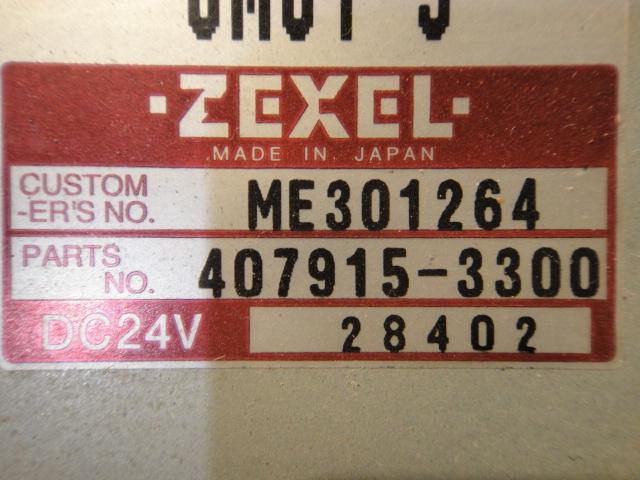 ·ZEXEL·
MADE IN JAPAN
CUSTOM
-ER'S NO.
ME301264
PARTS
NO.
407915-3300
DC24V
28402